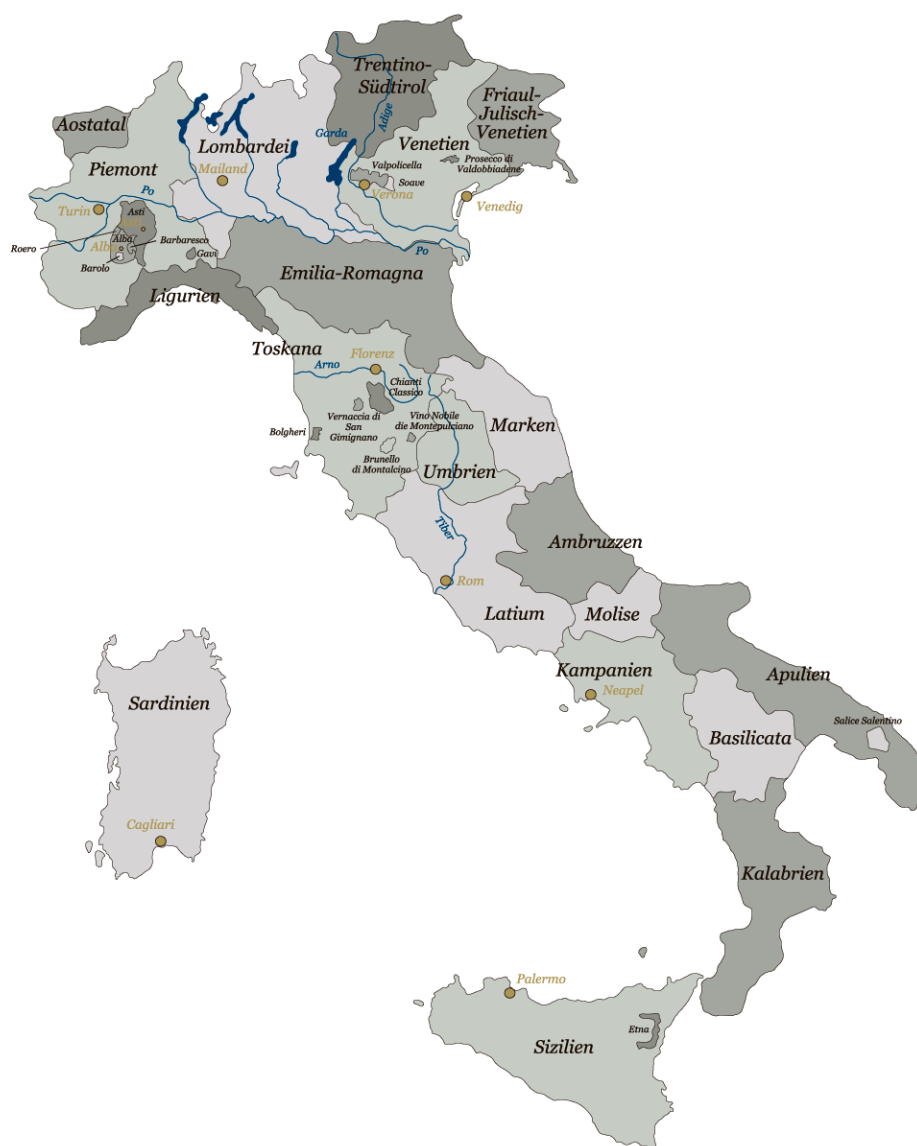 Trentino-
Südtirol
Friaul-
Julisch-
Venetien
Aostatal
Garda
Adige
Lombardei
Venetien
Piemont
Mailand
Valpolicella
Prosecco di
Valdobbiadene
Soave
Verona
Venedig
Po
Turin
Asti
Asti
Roero
Alba
Alba
Barbaresco
Barolo
Gavi
Po
Emilia-Romagna
Ligurien
Toskana
Florenz
Arno
Chianti
Classico
Vernaccia di
San
Gimignano
Vino Nobile
die Montepulciano
Bolgheri
Brunello
di Montalcino
Marken
Umbrien
Tiber
Ambruzzen
Rom
Latium
Molise
Kampanien
Neapel
Apulien
Sardinien
Salice Salentino
Basilicata
Cagliari
Kalabrien
Palermo
Etna
Sizilien